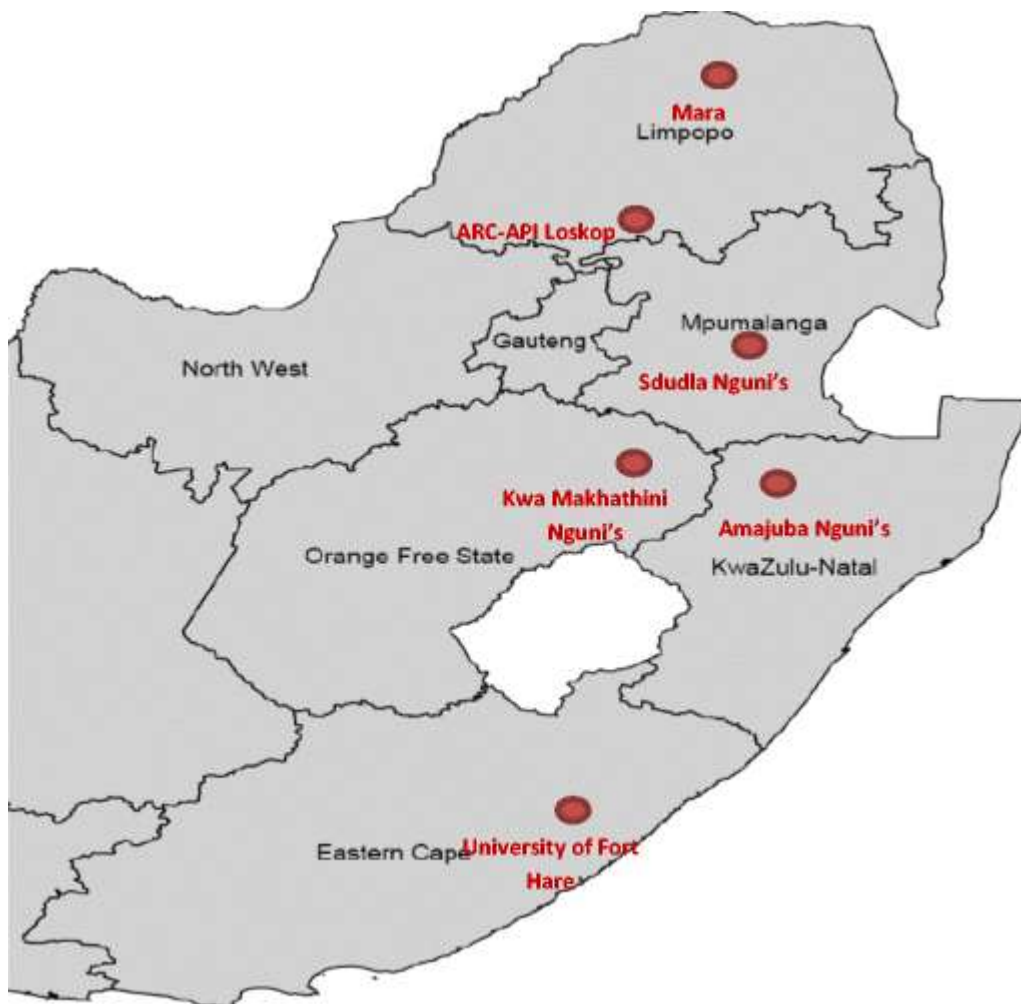 Mara
Limpopo
ARC-API Loskop
Mpumalanga
Gauteng
North West
Sdudla Nguni's
Kwa Makhathini
Nguni's
Amajuba Nguni's
Orange Free State
KwaZulu-Natal
Eastern Cape
University of Fort
Hare